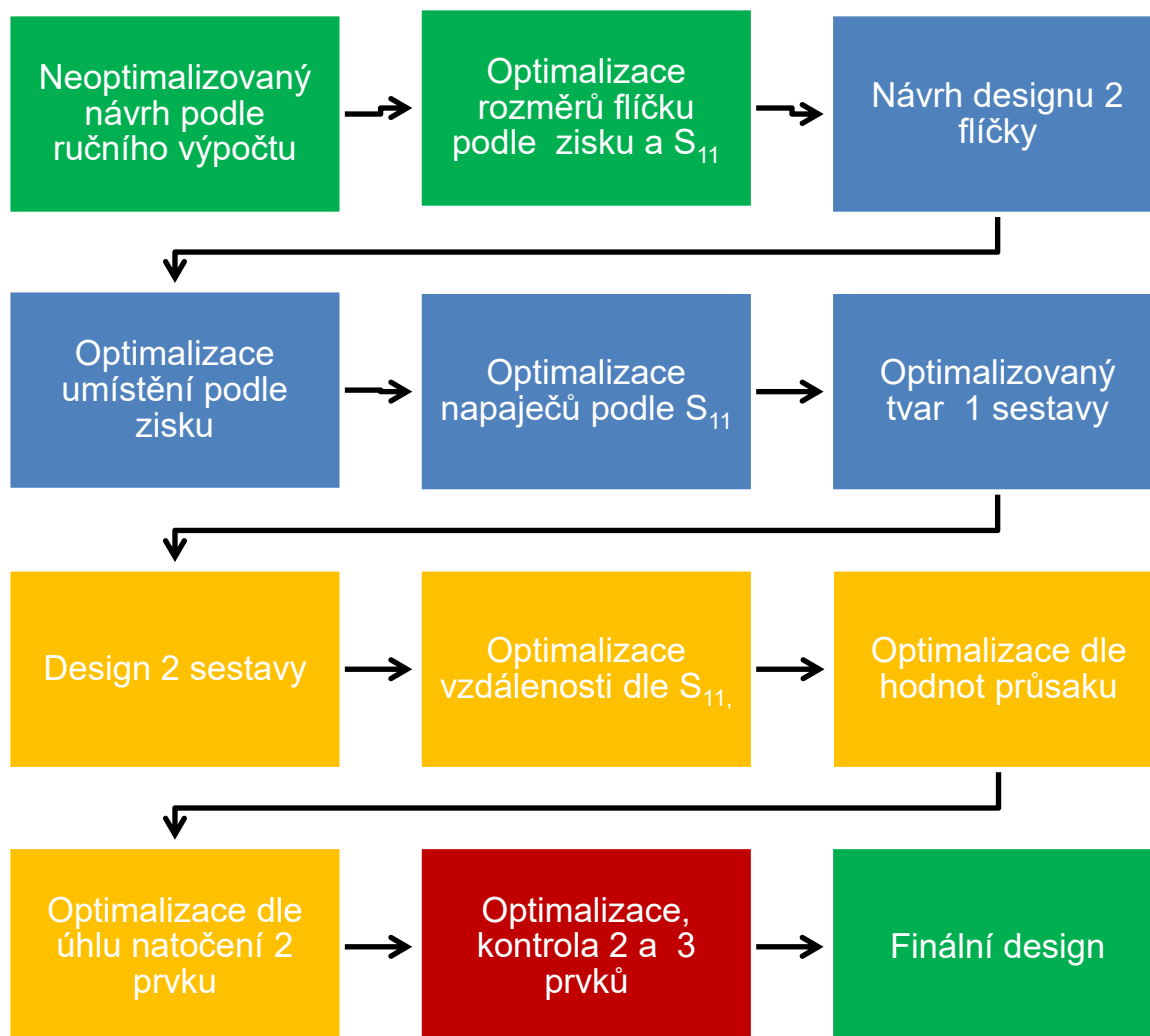 Neoptimalizovaný
návrh podle
ručního výpočtu
Optimalizace
rozměrů flíčku
podle  zisku a S₁₁
Návrh designu 2
flíčky
Optimalizace
umístění podle
zisku
Optimalizace
napaječů podle S₁₁
Optimalizovaný
tvar  1 sestavy
Design 2 sestavy
Optimalizace
vzdálenosti dle S₁₁,
Optimalizace dle
hodnot průsaku
Optimalizace dle
úhlu natočení 2
prvku
Optimalizace,
kontrola 2 a  3
prvků
Finální design